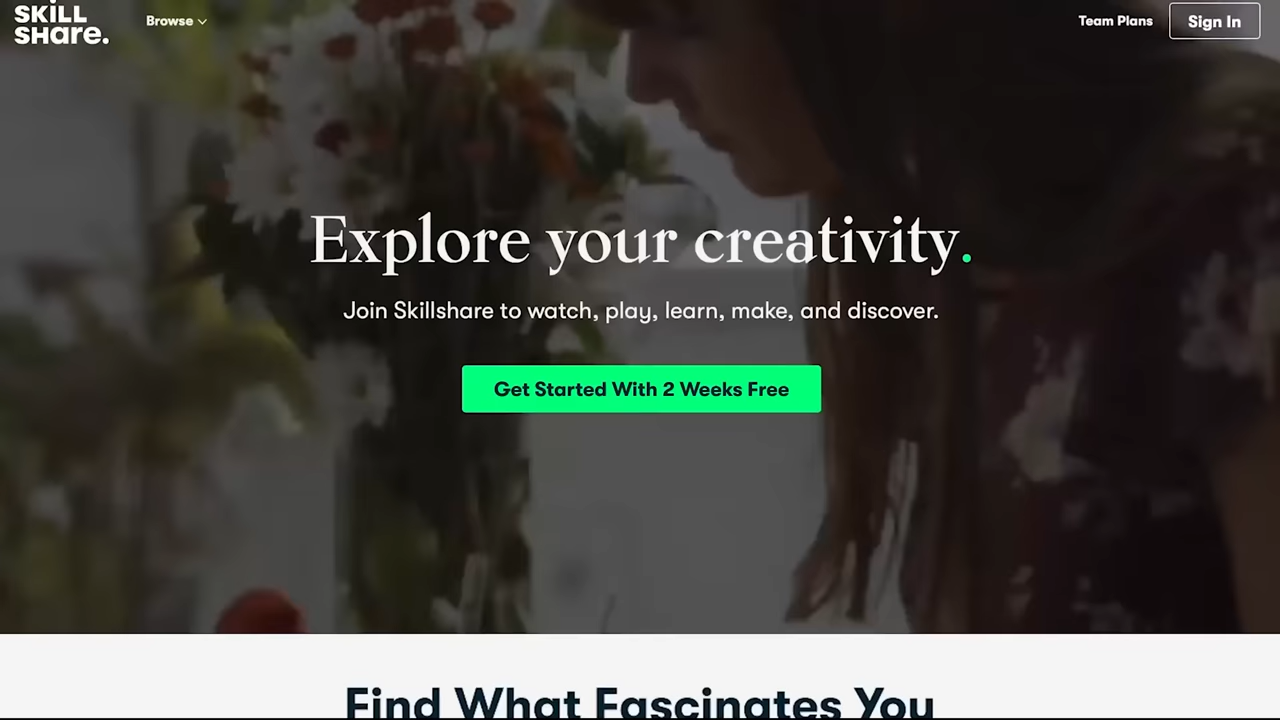 SKILL
SHare.
Browse
Team Plans
Sign In
Explore your creativity.
Join Skillshare to watch, play, learn, make, and discover.
Get Started With 2 Weeks Free
Find What Fascinates You